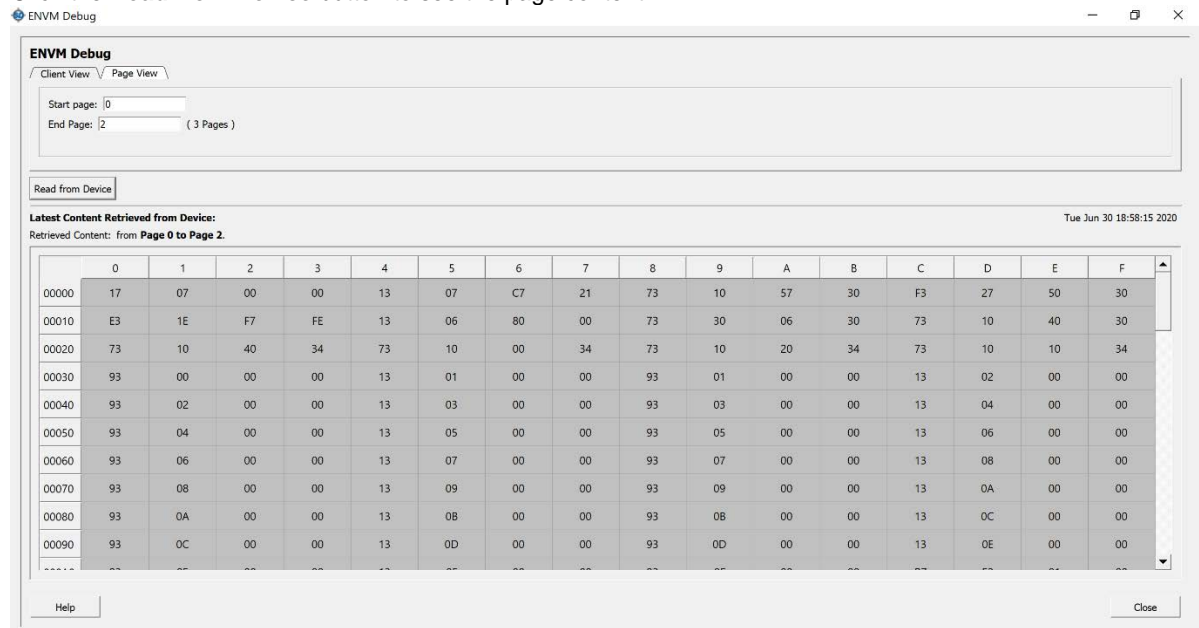 ENVM Debug
ENVM Debug
Client View Page View
Start page: 0
End Page: 2 ( 3 Pages )
Read from Device
Latest Content Retrieved from Device: Tue Jun 30 18:58:15 2020
Retrieved Content: from Page 0 to Page 2.
0 1 2 3 4 5 6 7 8 9 A B C D E F
00000 17 07 00 00 13 07 C7 21 73 10 57 30 F3 27 50 30
00010 E3 1E F7 FE 13 06 80 00 73 30 06 30 73 10 40 30
00020 73 10 40 34 73 10 00 34 73 10 20 34 73 10 10 34
00030 93 00 00 00 13 01 00 00 93 01 00 00 13 02 00 00
00040 93 02 00 00 13 03 00 00 93 03 00 00 13 04 00 00
00050 93 04 00 00 13 05 00 00 93 05 00 00 13 06 00 00
00060 93 06 00 00 13 07 00 00 93 07 00 00 13 08 00 00
00070 93 08 00 00 13 09 00 00 93 09 00 00 13 0A 00 00
00080 93 0A 00 00 13 0B 00 00 93 0B 00 00 13 0C 00 00
00090 93 0C 00 00 13 0D 00 00 93 0D 00 00 13 0E 00 00
Help Close